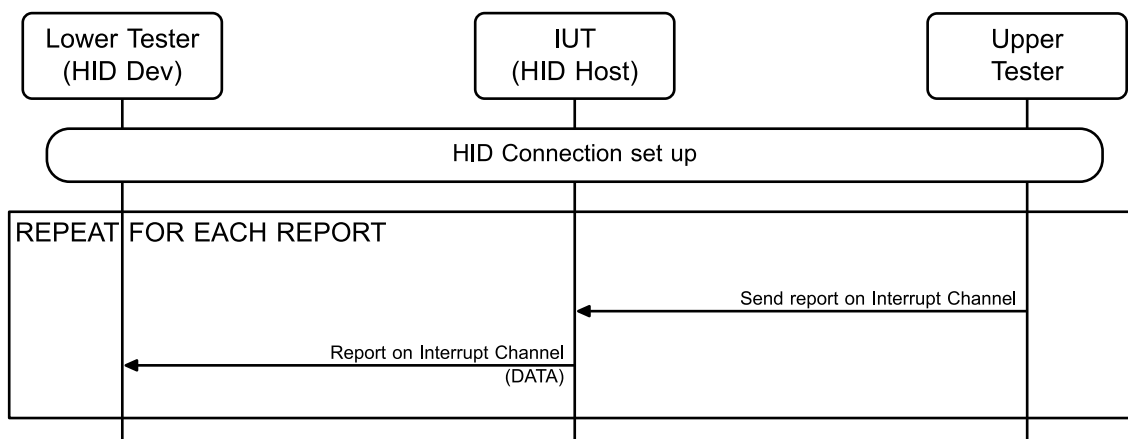 Lower Tester
(HID Dev)
IUT
(HID Host)
Upper
Tester
HID Connection set up
REPEAT FOR EACH REPORT
Send report on Interrupt Channel
Report on Interrupt Channel
(DATA)